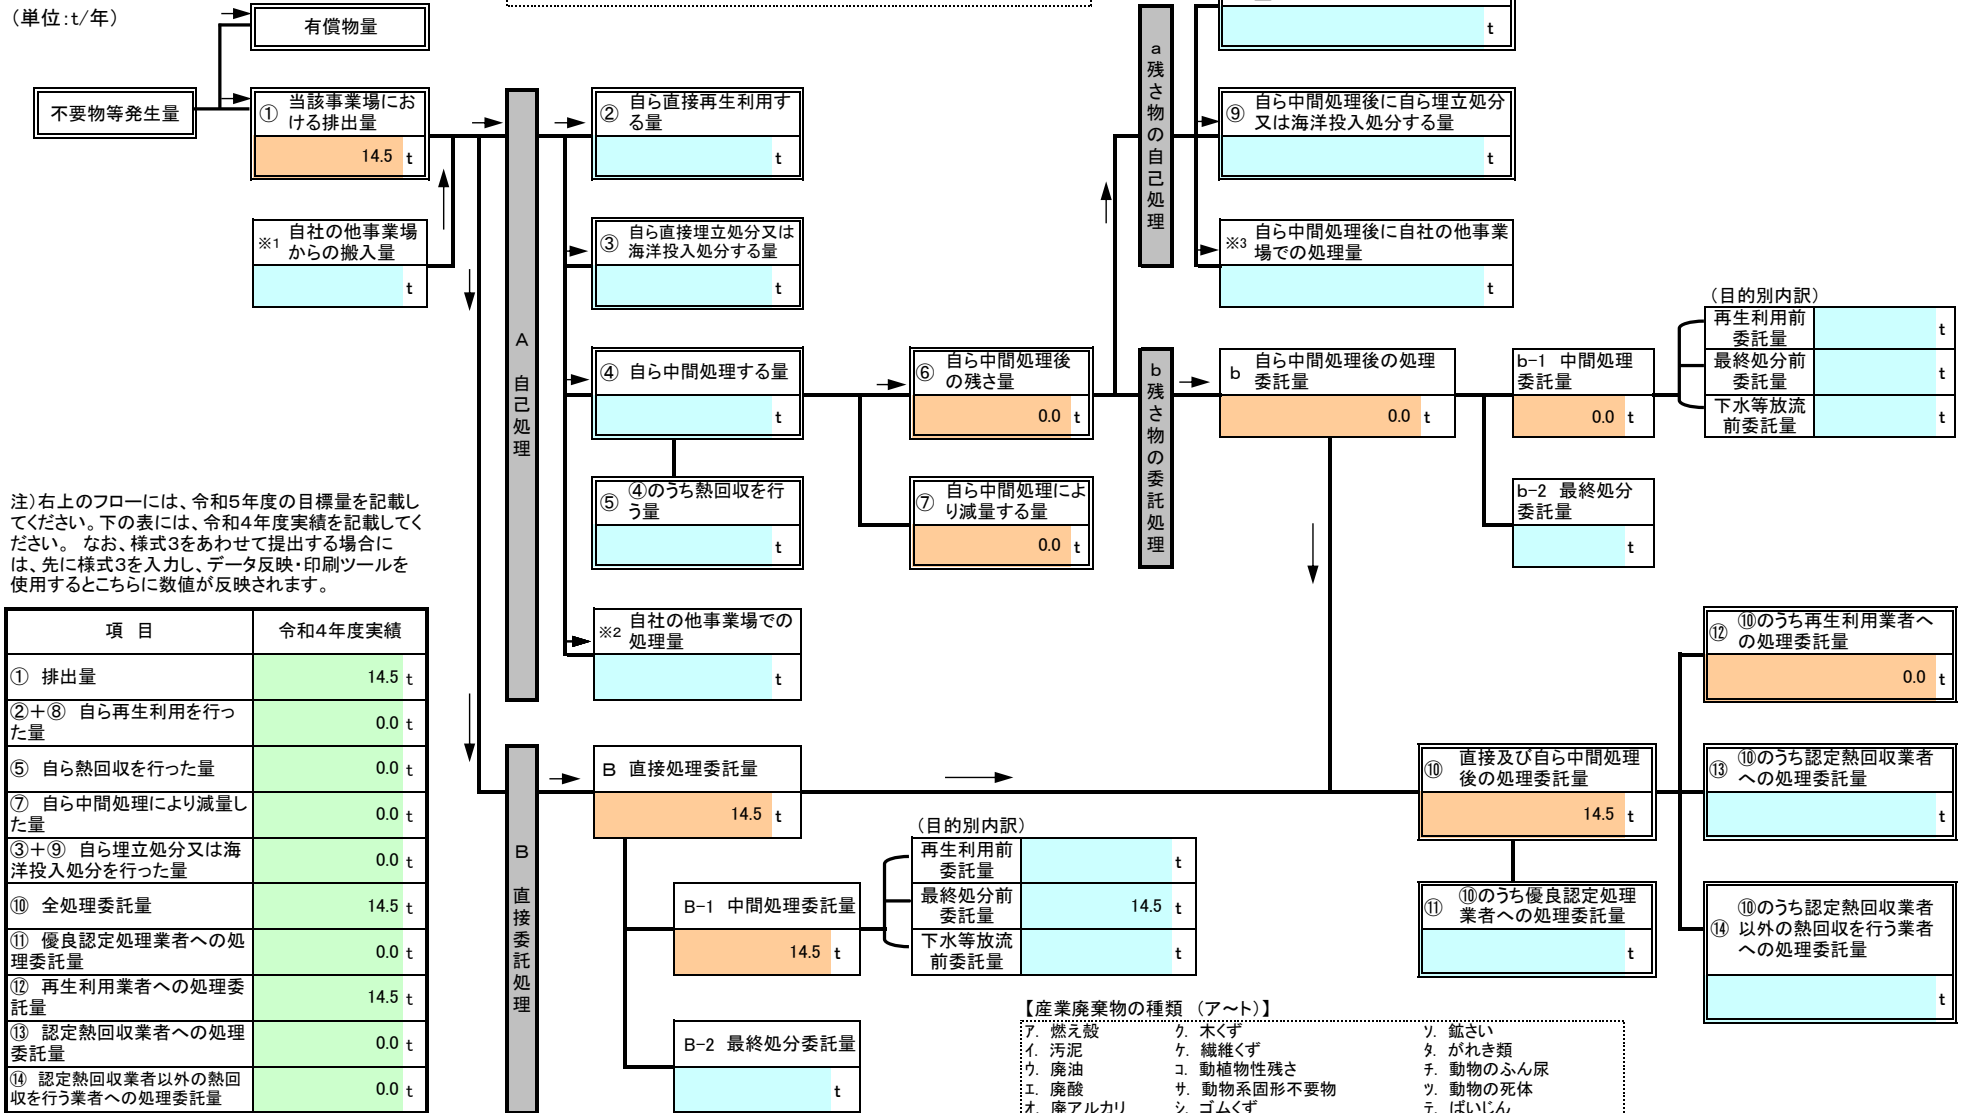 （単位：t/年）
有償物量
不要物等発生量
① 当該事業場にお
ける排出量
14.5 t
※1 自社の他事業場
からの搬入量
t
A 自己処理
② 自ら直接再生利用す
る量
t
③ 自ら直接埋立処分又は
海洋投入処分する量
t
④ 自ら中間処理する量
t
⑤ ④のうち熱回収を行
う量
t
※2 自社の他事業場での
処理量
t
⑥ 自ら中間処理後
の残さ量
0.0 t
⑦ 自ら中間処理によ
り減量する量
0.0 t
a 残さ物の自己処理
t
⑨ 自ら中間処理後に自ら埋立処分
又は海洋投入処分する量
t
※3 自ら中間処理後に自社の他事業
場での処理量
t
b 残さ物の委託処理
b 自ら中間処理後の処理
委託量
0.0 t
b-1 中間処理
委託量
0.0 t
（目的別内訳）
再生利用前
委託量
t
最終処分前
委託量
t
下水等放流
前委託量
t
b-2 最終処分
委託量
t
注）右上のフローには、令和5年度の目標量を記載し
てください。下の表には、令和4年度実績を記載してく
ださい。 なお、様式3をあわせて提出する場合に
は、先に様式3を入力し、データ反映・印刷ツールを
使用するとこちらに数値が反映されます。
項 目 令和4年度実績
① 排出量 14.5 t
②＋⑧ 自ら再生利用を行っ
た量
0.0 t
⑤ 自ら熱回収を行った量 0.0 t
⑦ 自ら中間処理により減量し
た量
0.0 t
③＋⑨ 自ら埋立処分又は海
洋投入処分を行った量
0.0 t
⑩ 全処理委託量 14.5 t
⑪ 優良認定処理業者への処
理委託量
0.0 t
⑫ 再生利用業者への処理委
託量
14.5 t
⑬ 認定熱回収業者への処理
委託量
0.0 t
⑭ 認定熱回収業者以外の熱回
収を行う業者への処理委託量
0.0 t
B 直接委託処理
B 直接処理委託量
14.5 t
B-1 中間処理委託量
14.5 t
（目的別内訳）
再生利用前
委託量
t
最終処分前
委託量
14.5 t
下水等放流
前委託量
t
B-2 最終処分委託量
t
⑩ 直接及び自ら中間処理
後の処理委託量
14.5 t
⑪ ⑩のうち優良認定処理
業者への処理委託量
t
⑫ ⑩のうち再生利用業者へ
の処理委託量
0.0 t
⑬ ⑩のうち認定熱回収業者
への処理委託量
t
⑭ ⑩のうち認定熱回収業者
以外の熱回収を行う業者
への処理委託量
t
【産業廃棄物の種類 （ア～ト）】
ア. 燃え殻 ク. 木くず ソ. 鉱さい
イ. 汚泥 ケ. 繊維くず タ. がれき類
ウ. 廃油 コ. 動植物性残さ チ. 動物のふん尿
エ. 廃酸 サ. 動物系固形不要物 ツ. 動物の死体
オ. 廃アルカリ シ. ゴムくず テ. ばいじん